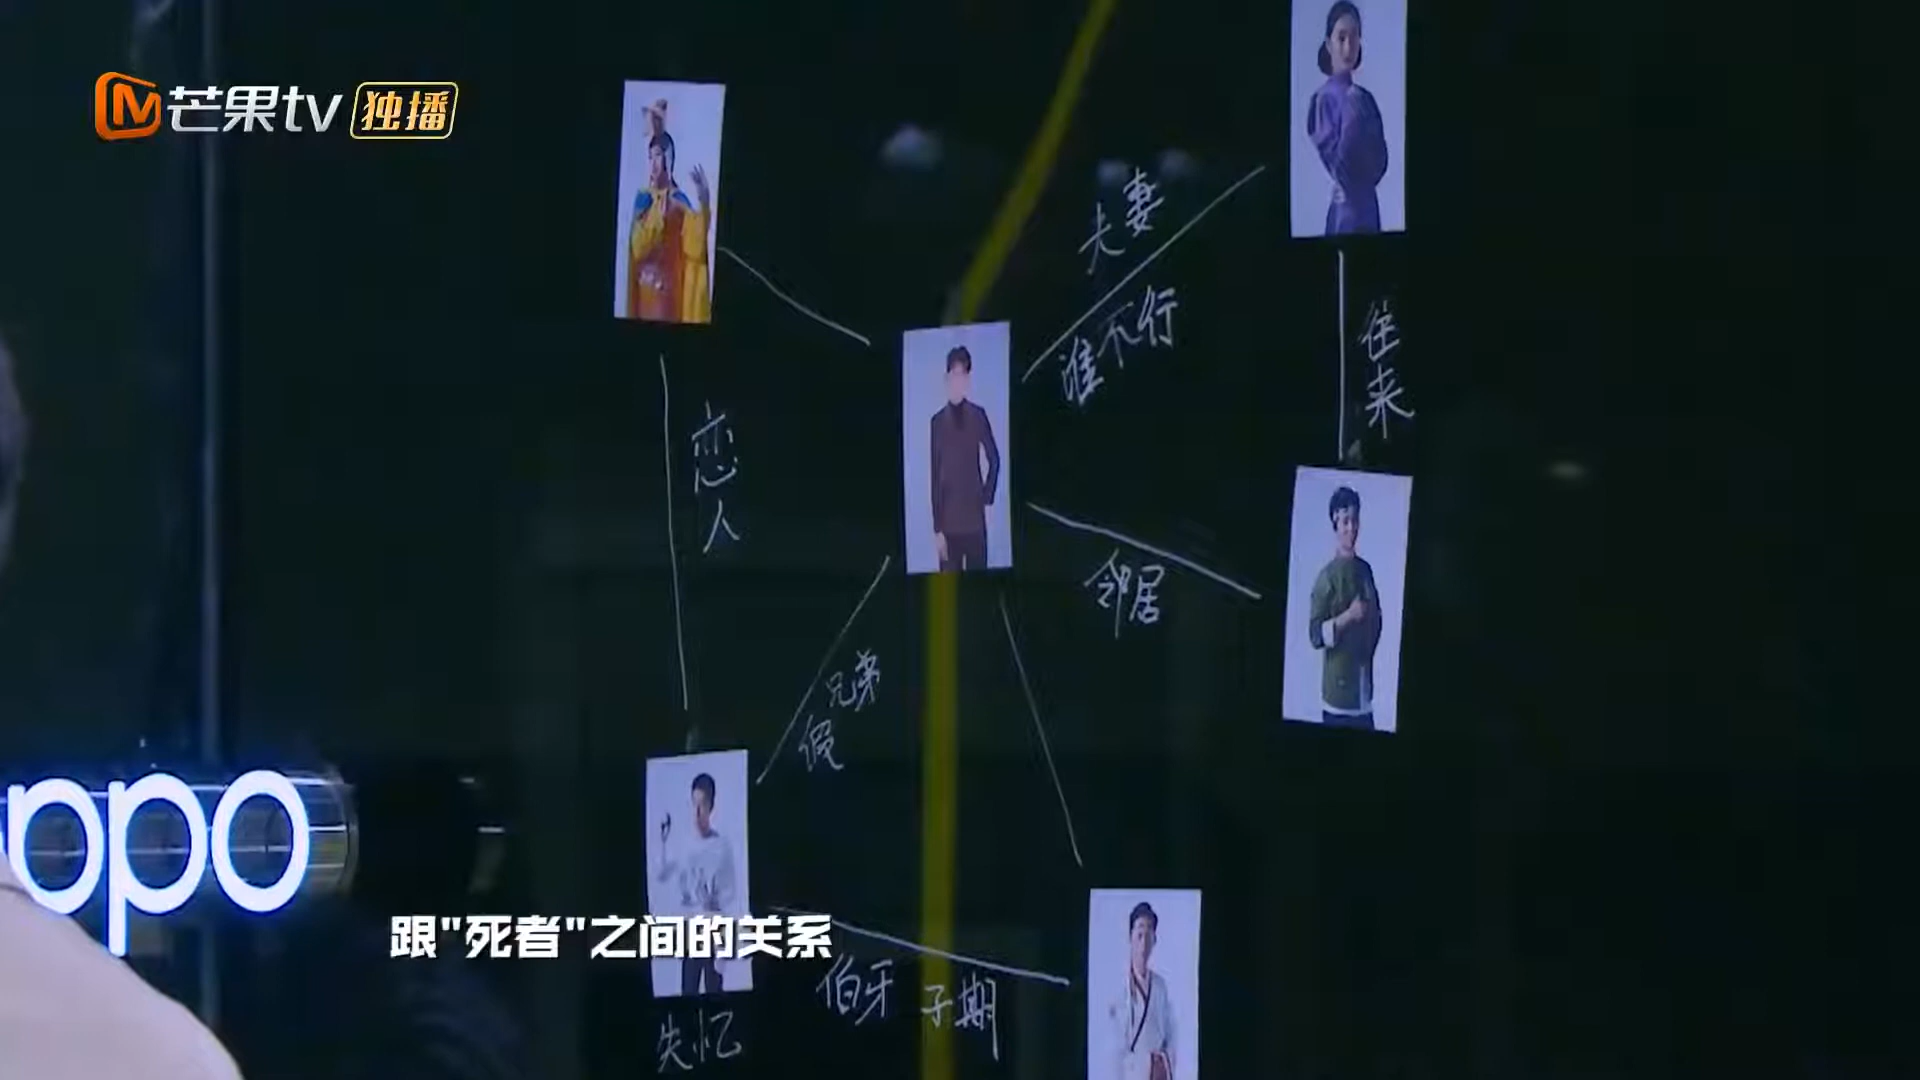 芒果tv 独播
夫妻
谁不行
往来
恋人
邻居
兄弟
假
oppo
跟"死者"之间的关系
伯牙 子期
失忆